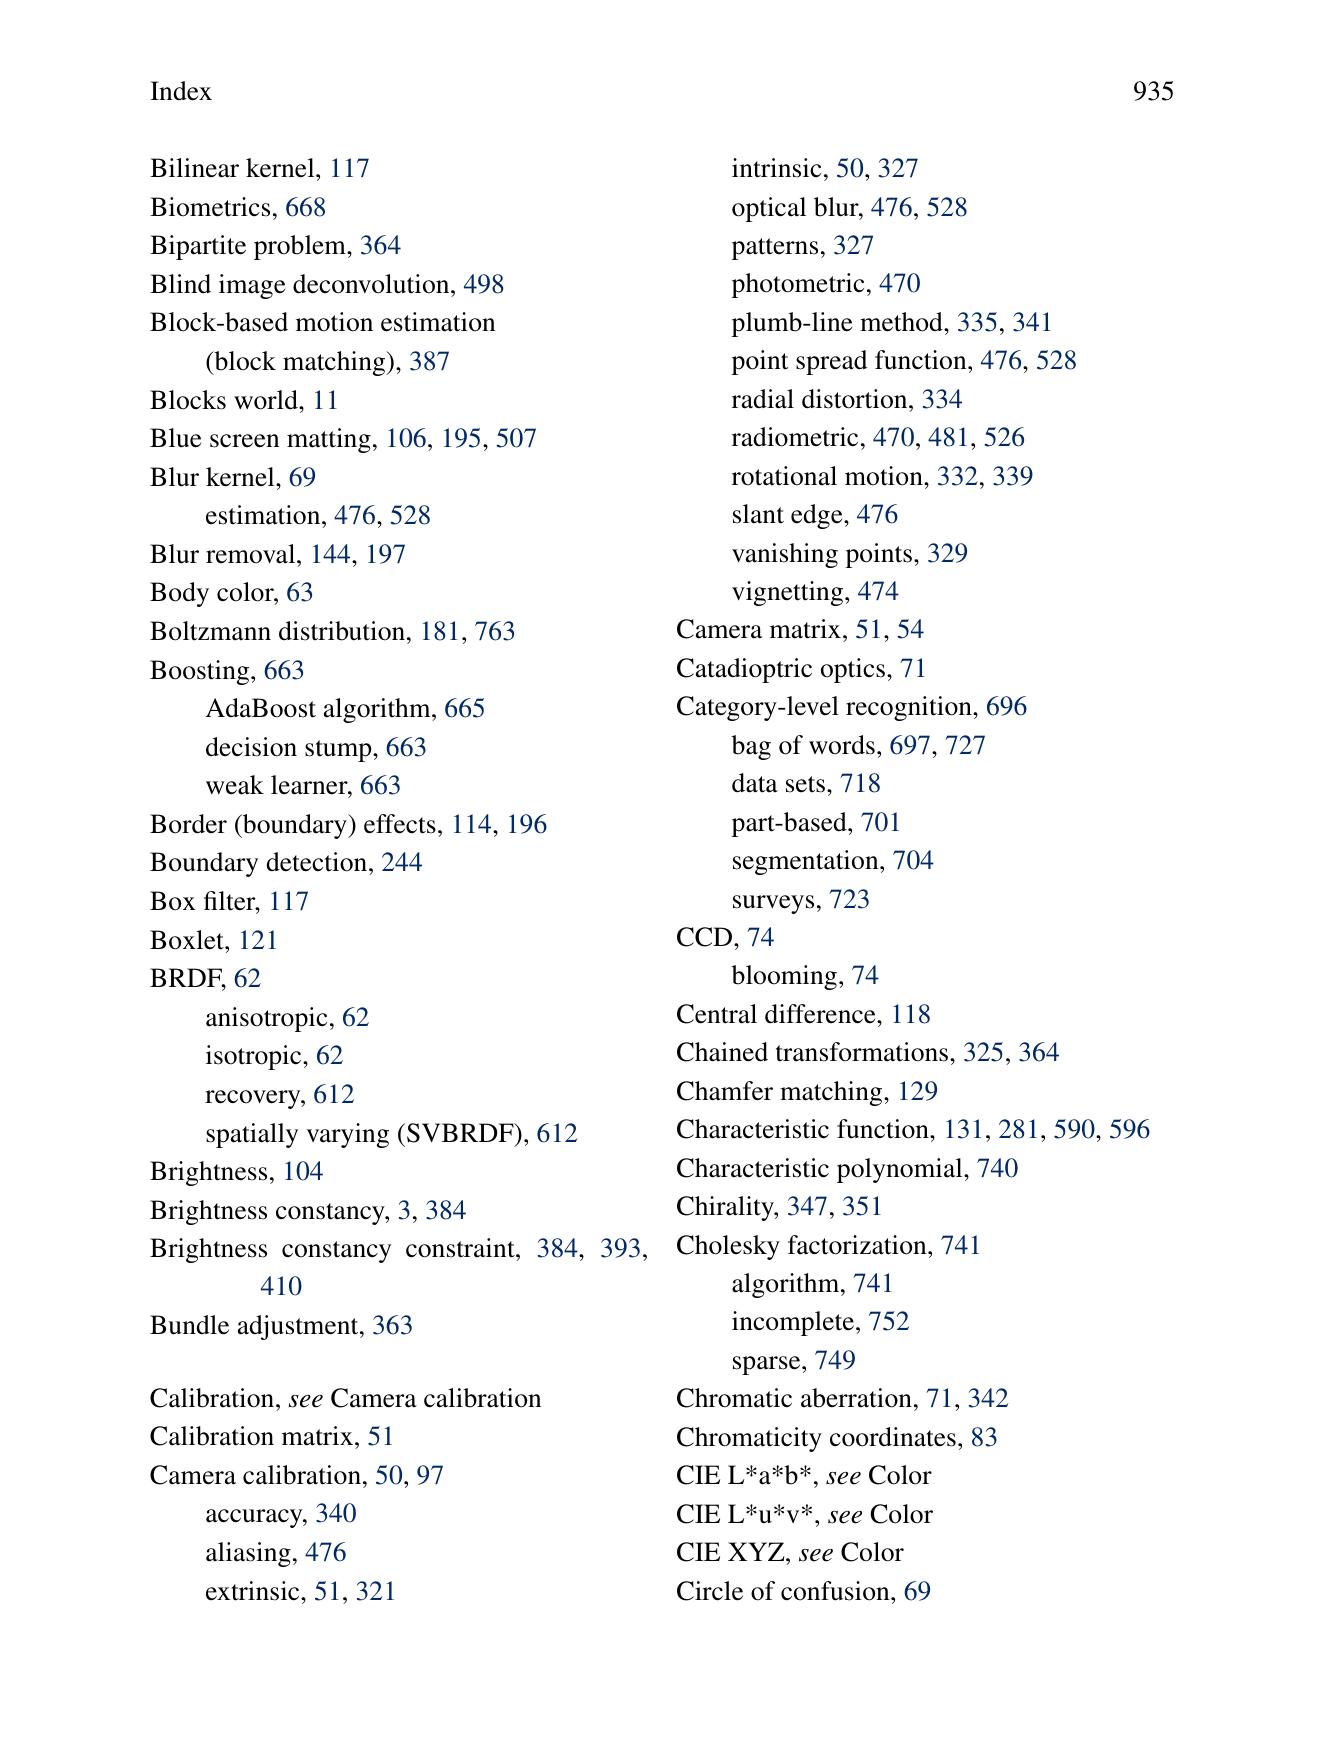 Index 935
Bilinear kernel, 117
Biometrics, 668
Bipartite problem, 364
Blind image deconvolution, 498
Block-based motion estimation
(block matching), 387
Blocks world, 11
Blue screen matting, 106, 195, 507
Blur kernel, 69
estimation, 476, 528
Blur removal, 144, 197
Body color, 63
Boltzmann distribution, 181, 763
Boosting, 663
AdaBoost algorithm, 665
decision stump, 663
weak learner, 663
Border (boundary) effects, 114, 196
Boundary detection, 244
Box filter, 117
Boxlet, 121
BRDF, 62
anisotropic, 62
isotropic, 62
recovery, 612
spatially varying (SVBRDF), 612
Brightness, 104
Brightness constancy, 3, 384
Brightness constancy constraint, 384, 393,
410
Bundle adjustment, 363
Calibration, see Camera calibration
Calibration matrix, 51
Camera calibration, 50, 97
accuracy, 340
aliasing, 476
extrinsic, 51, 321
intrinsic, 50, 327
optical blur, 476, 528
patterns, 327
photometric, 470
plumb-line method, 335, 341
point spread function, 476, 528
radial distortion, 334
radiometric, 470, 481, 526
rotational motion, 332, 339
slant edge, 476
vanishing points, 329
vignetting, 474
Camera matrix, 51, 54
Catadioptric optics, 71
Category-level recognition, 696
bag of words, 697, 727
data sets, 718
part-based, 701
segmentation, 704
surveys, 723
CCD, 74
blooming, 74
Central difference, 118
Chained transformations, 325, 364
Chamfer matching, 129
Characteristic function, 131, 281, 590, 596
Characteristic polynomial, 740
Chirality, 347, 351
Cholesky factorization, 741
algorithm, 741
incomplete, 752
sparse, 749
Chromatic aberration, 71, 342
Chromaticity coordinates, 83
CIE L*a*b*, see Color
CIE L*u*v*, see Color
CIE XYZ, see Color
Circle of confusion, 69